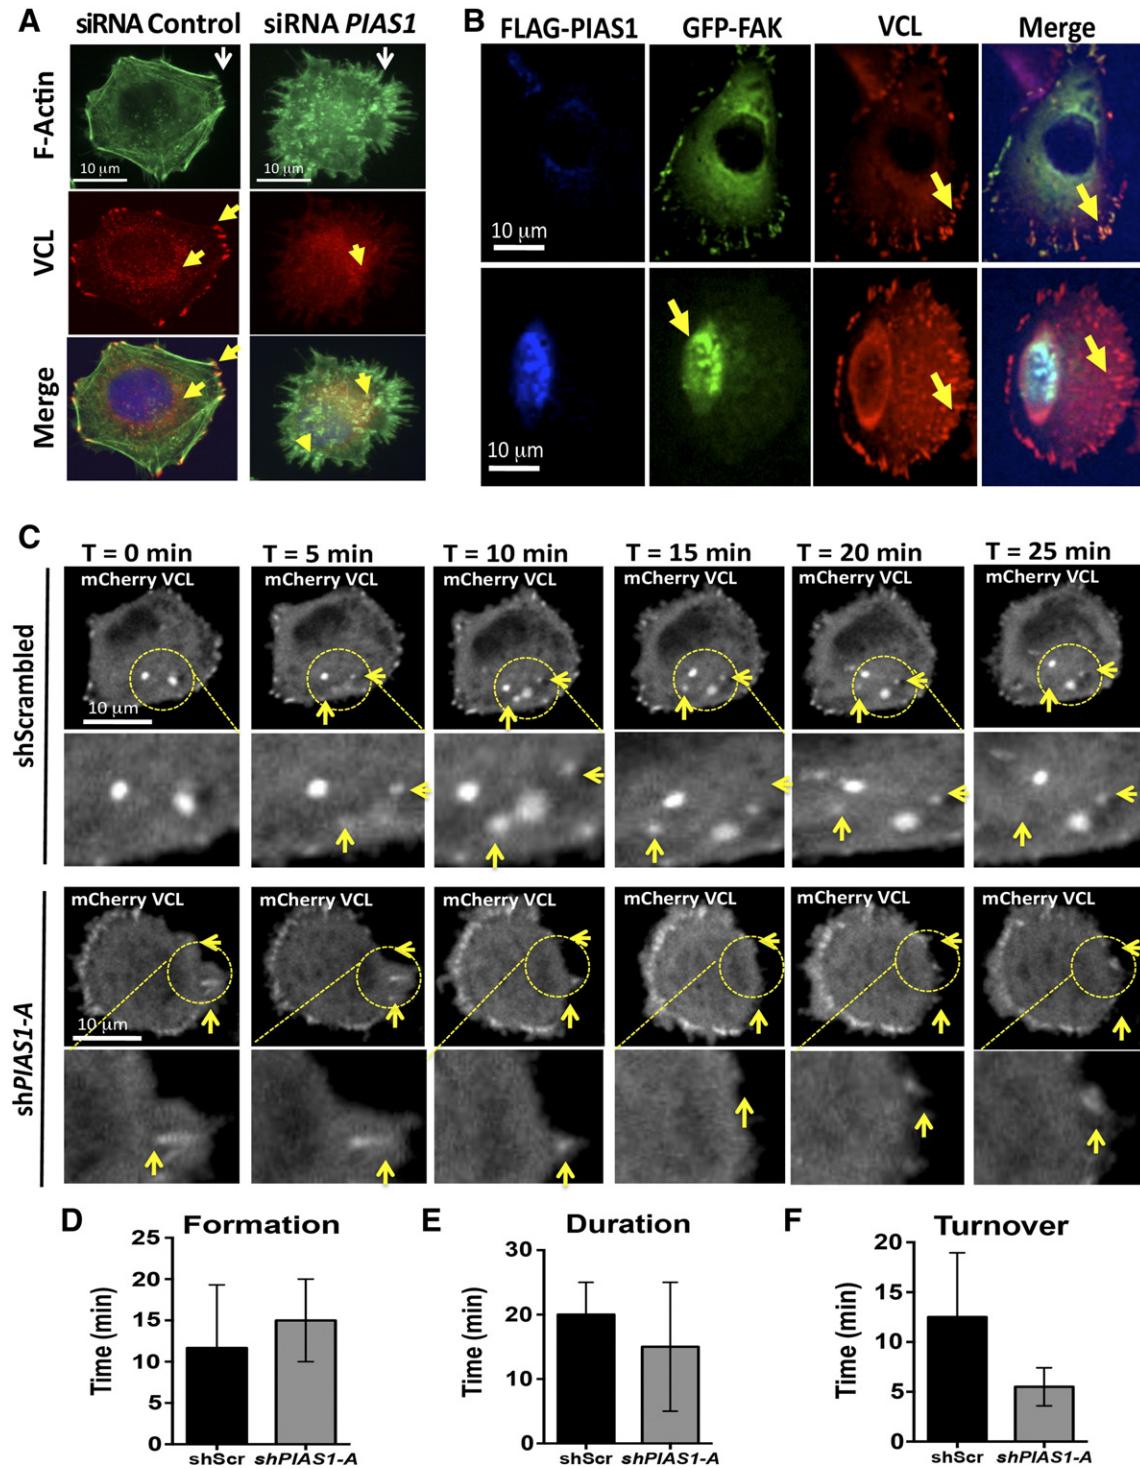 A
siRNA Control
siRNA PIAS1
F-Actin
10 µm
10 µm
VCL
Merge
B
FLAG-PIAS1
GFP-FAK
VCL
Merge
10 µm
10 µm
C
T = 0 min
T = 5 min
T = 10 min
T = 15 min
T = 20 min
T = 25 min
shScrambled
mCherry VCL
mCherry VCL
mCherry VCL
mCherry VCL
mCherry VCL
mCherry VCL
10 µm
shPIAS1-A
mCherry VCL
mCherry VCL
mCherry VCL
mCherry VCL
mCherry VCL
mCherry VCL
10 µm
D
Formation
Time (min)
25
20
15
10
5
0
shScr
shPIAS1-A
E
Duration
Time (min)
30
20
10
0
shScr
shPIAS1-A
F
Turnover
Time (min)
20
15
10
5
0
shScr
shPIAS1-A